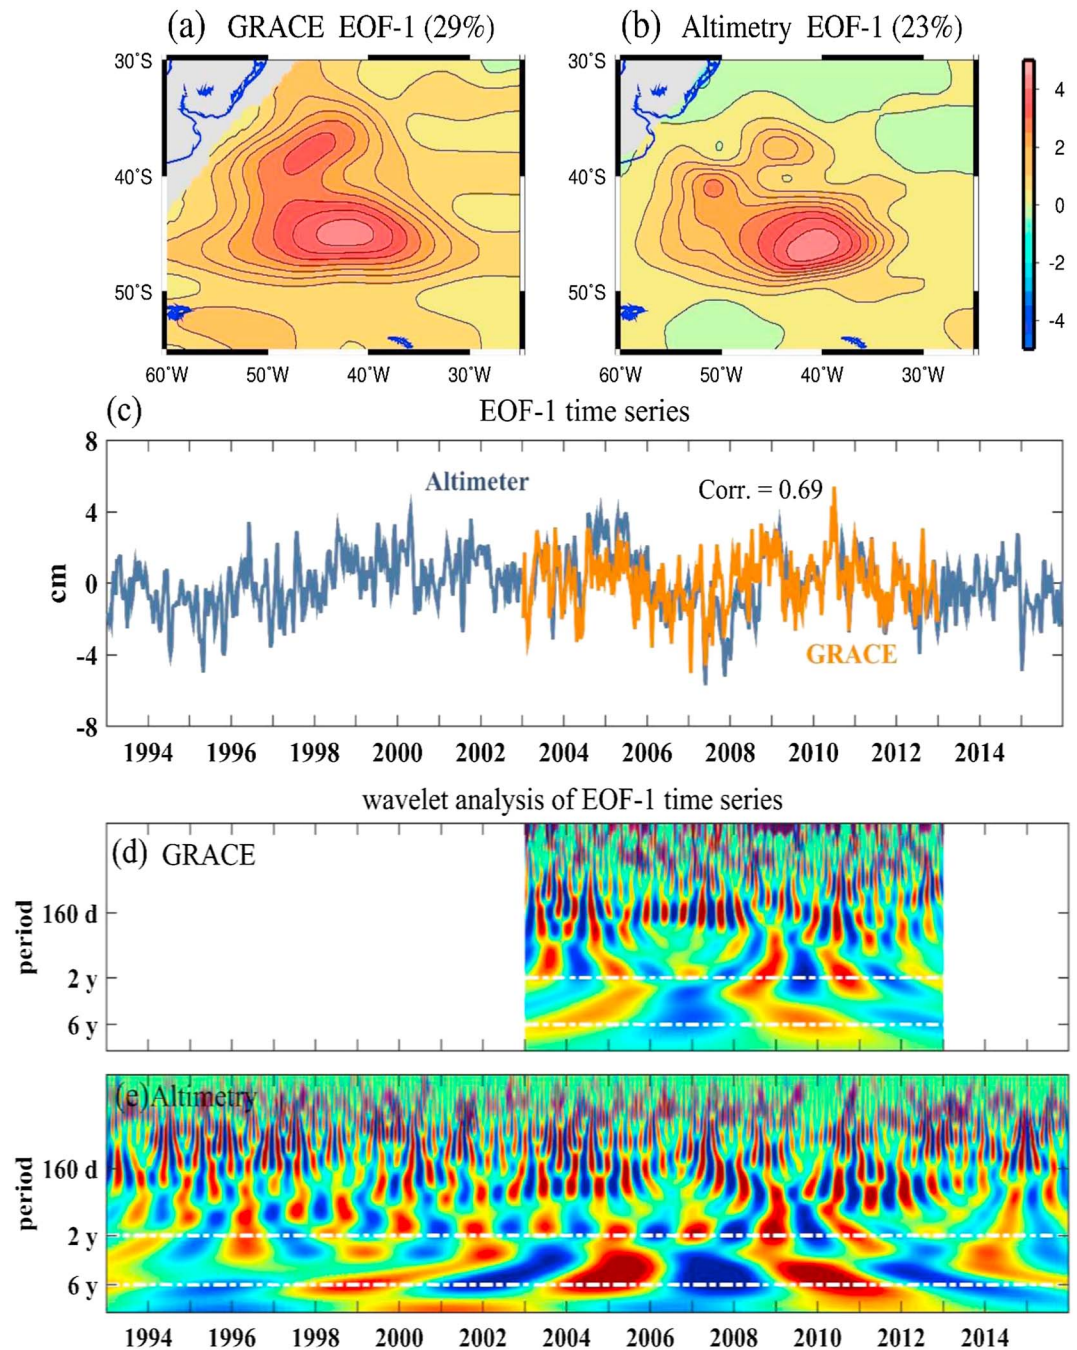 (a) GRACE EOF-1 (29%)
(b) Altimetry EOF-1 (23%)
30°S
40°S
50°S
60°W 50°W 40°W 30°W
30°S
40°S
50°S
60°W 50°W 40°W 30°W
4
2
0
-2
-4
(c) EOF-1 time series
8
4
0
-4
-8
cm
Altimeter
Corr. = 0.69
GRACE
1994 1996 1998 2000 2002 2004 2006 2008 2010 2012 2014
wavelet analysis of EOF-1 time series
(d) GRACE
period
160 d
2 y
6 y
(e)Altimetry
period
160 d
2 y
6 y
1994 1996 1998 2000 2002 2004 2006 2008 2010 2012 2014